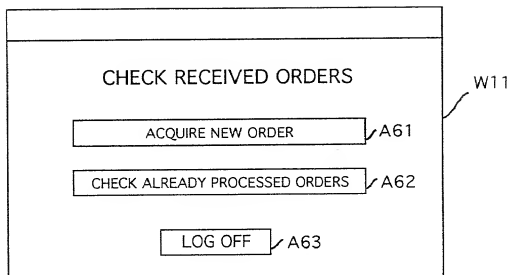 CHECK RECEIVED ORDERS
W11
ACQUIRE NEW ORDER A61
CHECK ALREADY PROCESSED ORDERS A62
LOG OFF A63